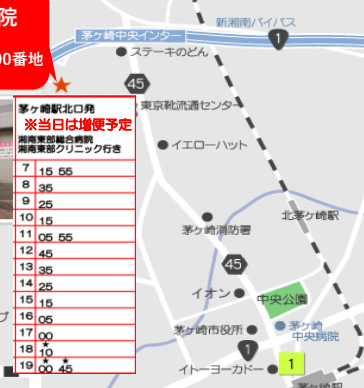 院
00番地
茅ケ崎駅北口発
※当日は増便予定
湘南東部総合病院
湘南東部クリニック行き
7 15 55
8 35
9 25
10 15
11 05 55
12 45
13 35
14 25
15 15
16 05
17 00
18 ★10
19 ★00 ★45
新湘南バイパス
茅ケ崎中央インター
1
ステーキのどん
45
東京靴流通センター
イエローハット
北茅ヶ崎駅
茅ヶ崎消防署
45
イオン
中央公園
茅ヶ崎市役所
茅ヶ崎
中央病院
1
イトーヨーカドー
1